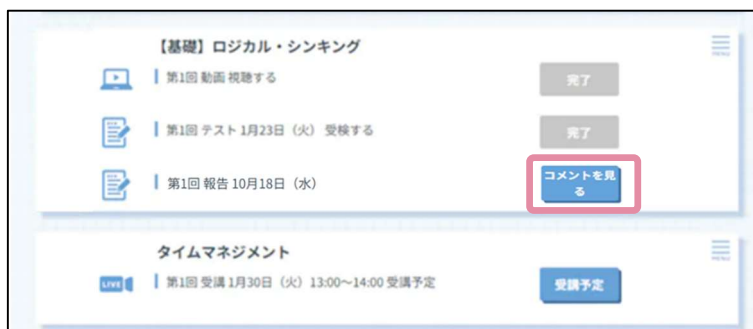 【基礎】ロジカル・シンキング
MENU
第1回 動画 視聴する
完了
第1回 テスト 1月23日（火） 受検する
完了
第1回 報告 10月18日（水）
コメントを見
る
タイムマネジメント
MENU
LIVE
第1回 受講 1月30日（火）13:00～14:00 受講予定
受講予定